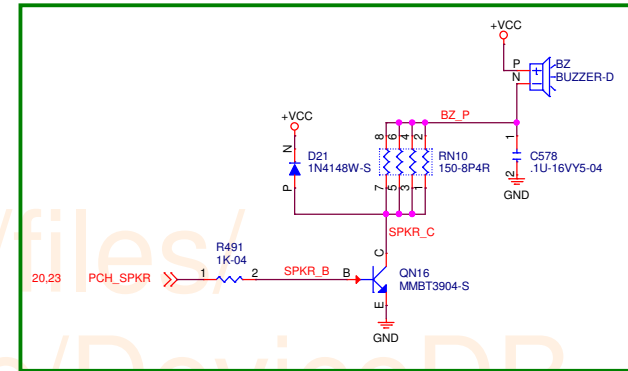 +VCC
P
+
BZ
N
-
BUZZER-D
+VCC
BZ_P
N
D21
1N4148W-S
P
8
6
4
2
RN10
150-8P4R
7
5
3
1
1
C578
.1U-16VY5-04
2
GND
SPKR_C
R491
1K-04
C
20,23
PCH_SPKR
1
2
SPKR_B
B
QN16
MMBT3904-S
E
GND
/files/
/DeviceDB